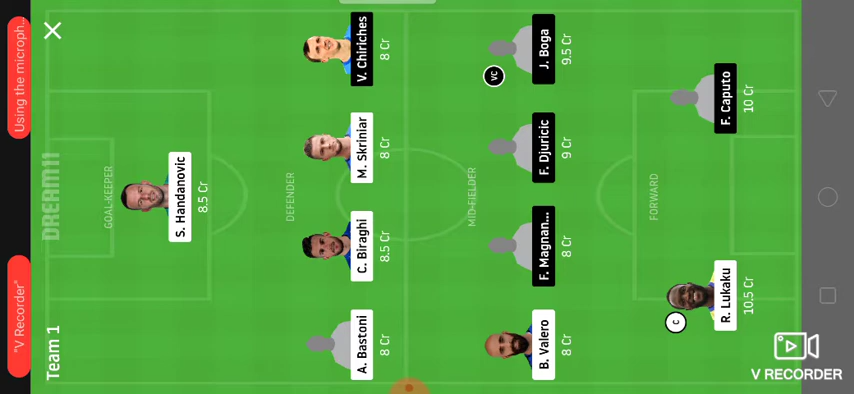 Team 1
DREAM11
GOAL-KEEPER
S. Handanovic
8.5 Cr
DEFENDER
A. Bastoni
8 Cr
C. Biraghi
8.5 Cr
M. Skriniar
8 Cr
V. Chiriches
8 Cr
MID-FIELDER
B. Valero
8 Cr
F. Magnan...
8 Cr
F. Djuricic
9 Cr
VC
J. Boga
9.5 Cr
FORWARD
C
R. Lukaku
10.5 Cr
F. Caputo
10 Cr
"V Recorder"
Using the microph...
V RECORDER